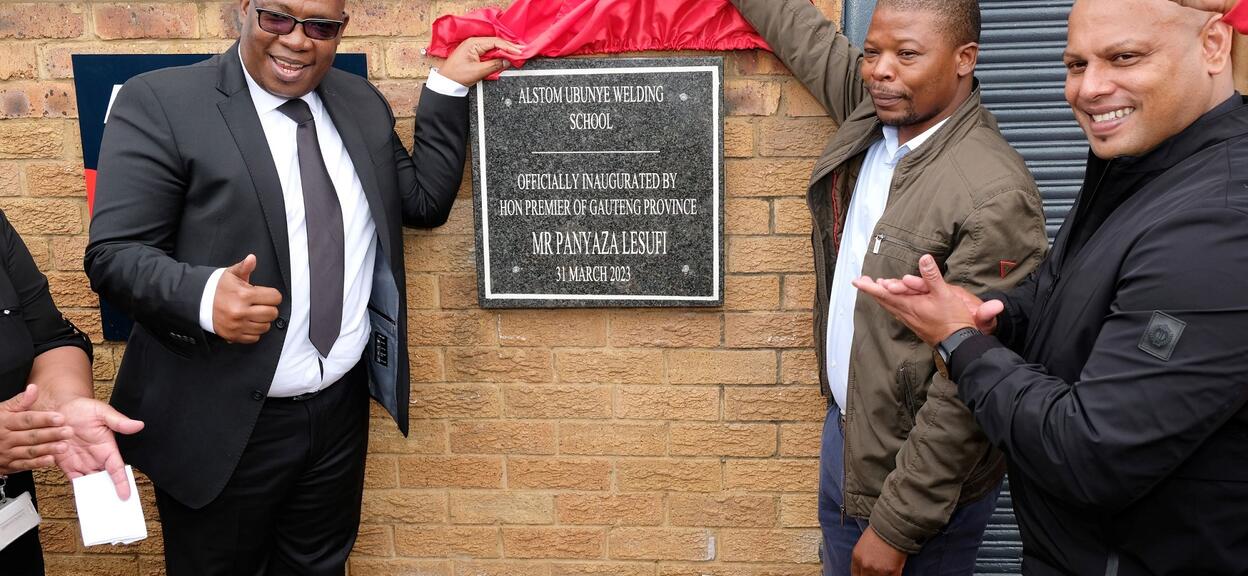 ALSTOM UBUNYE WELDING
SCHOOL
OFFICIALLY INAUGURATED BY
HON PREMIER OF GAUTENG PROVINCE
MR PANYAZA LESUFI
31 MARCH 2023